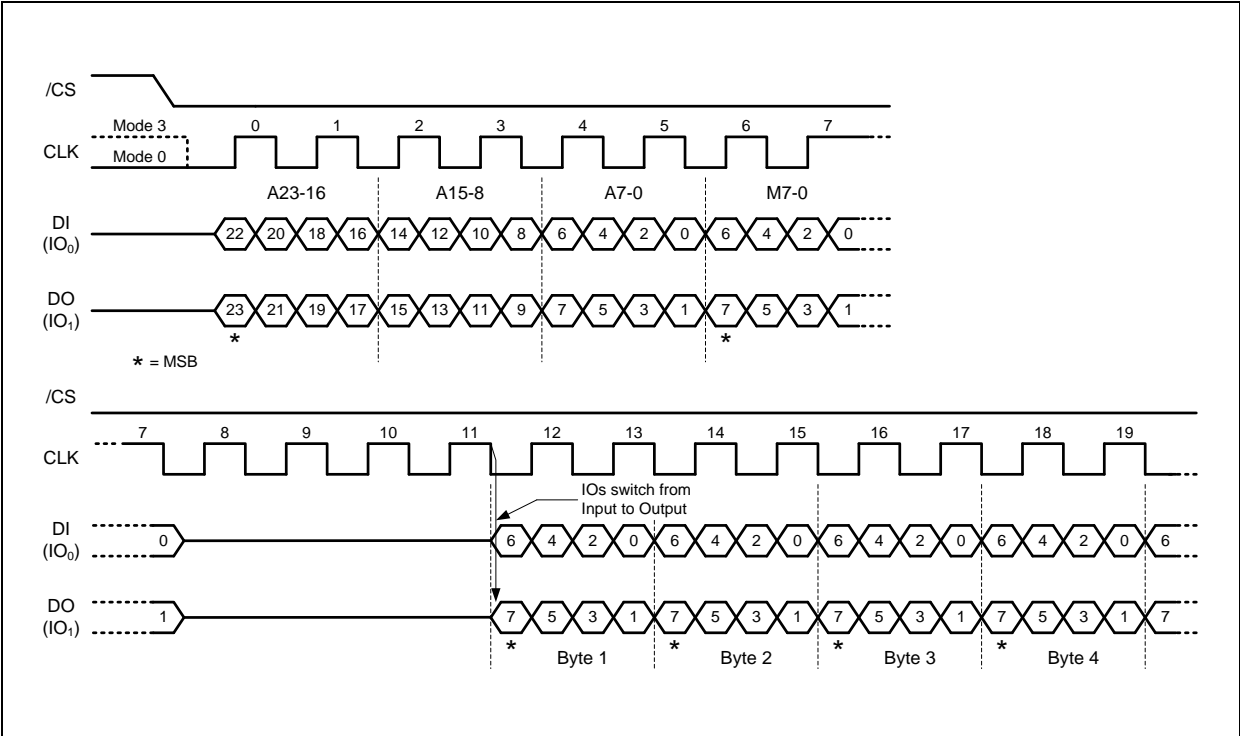 /CS
Mode 3 0 1 2 3 4 5 6 7
CLK
Mode 0
A23-16 A15-8 A7-0 M7-0
DI
(IO₀)
22 20 18 16 14 12 10 8 6 4 2 0 6 4 2 0
DO
(IO₁)
23 21 19 17 15 13 11 9 7 5 3 1 7 5 3 1
* *
* = MSB
/CS
7 8 9 10 11 12 13 14 15 16 17 18 19
CLK
IOs switch from
Input to Output
DI
(IO₀)
0 6 4 2 0 6 4 2 0 6 4 2 0 6 4 2 0 6
DO
(IO₁)
1 7 5 3 1 7 5 3 1 7 5 3 1 7 5 3 1 7
* * * *
Byte 1 Byte 2 Byte 3 Byte 4